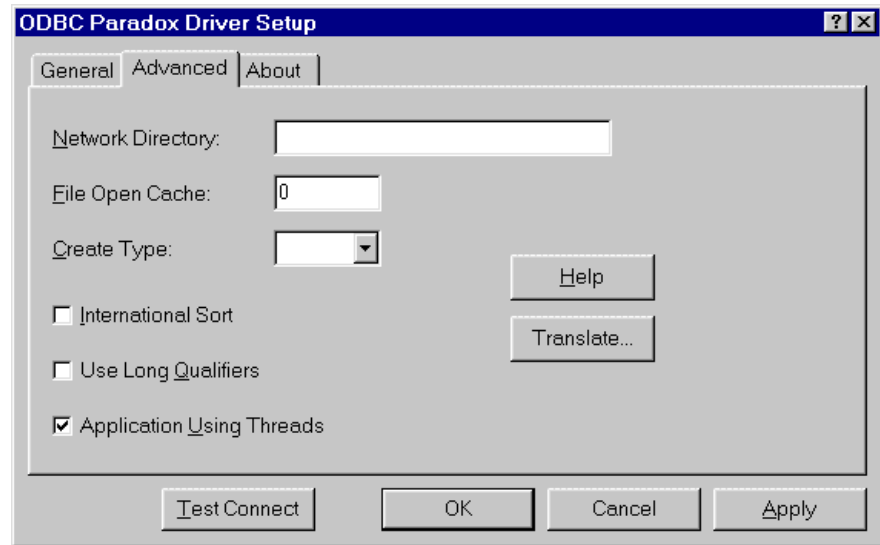 ODBC Paradox Driver Setup
General Advanced About
Network Directory:
File Open Cache: 0
Create Type:
Help
International Sort
Translate...
Use Long Qualifiers
Application Using Threads
Test Connect OK Cancel Apply